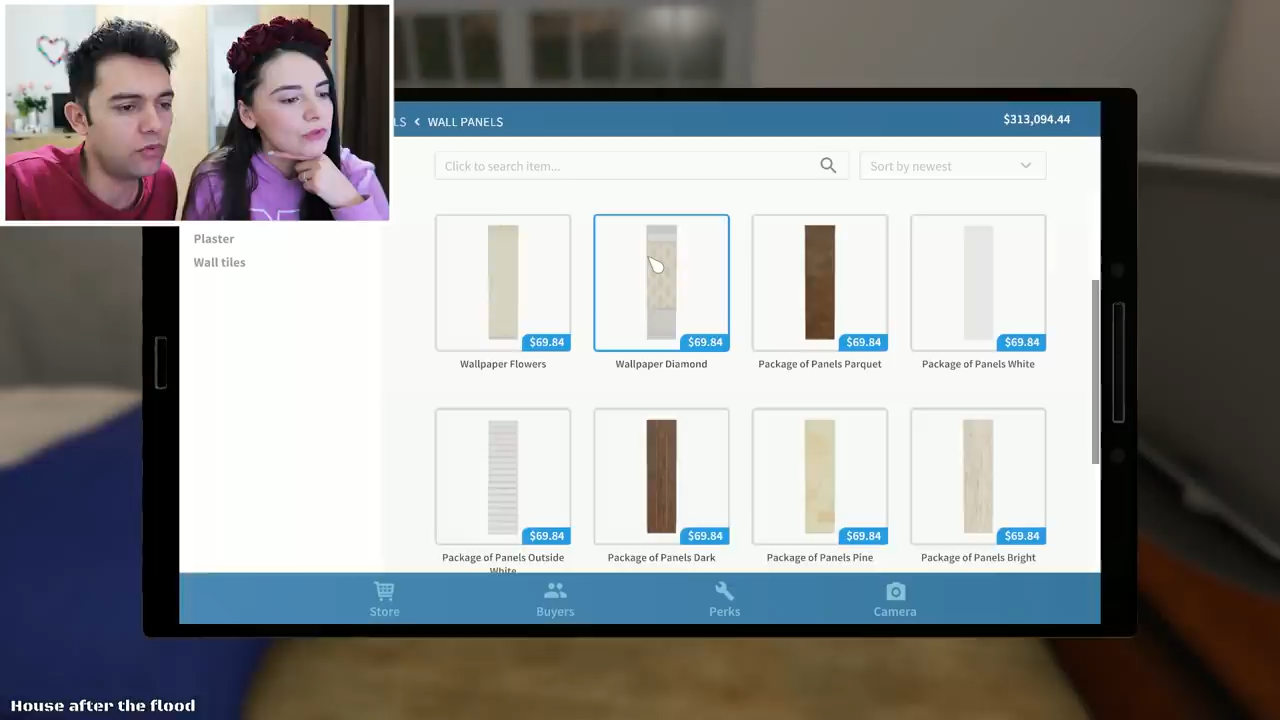 LS < WALL PANELS
$313,094.44
Click to search item...
Sort by newest
Plaster
Wall tiles
$69.84
$69.84
$69.84
$69.84
Wallpaper Flowers
Wallpaper Diamond
Package of Panels Parquet
Package of Panels White
$69.84
$69.84
$69.84
$69.84
Package of Panels Outside
White
Package of Panels Dark
Package of Panels Pine
Package of Panels Bright
Store
Buyers
Perks
Camera
House after the flood